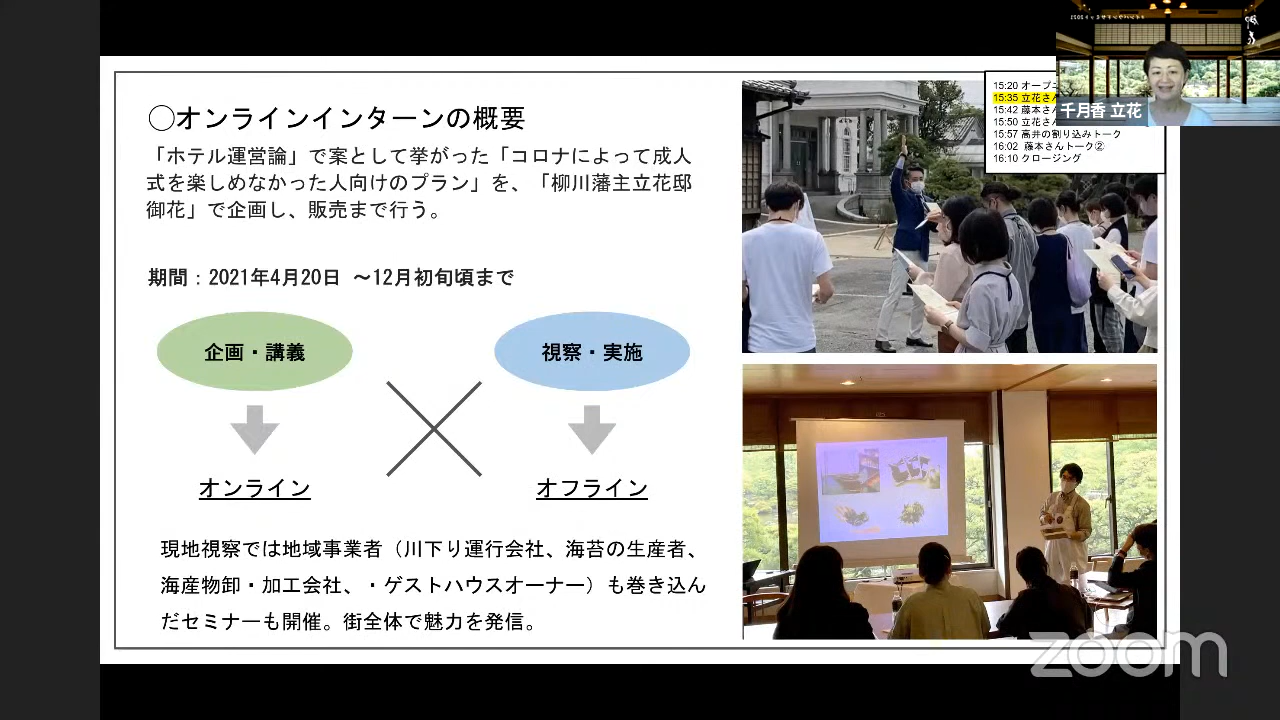 〇オンラインインターンの概要
「ホテル運営論」で案として挙がった「コロナによって成人
式を楽しめなかった人向けのプラン」を、「柳川藩主立花邸
御花」で企画し、販売まで行う。
期間：2021年4月20日 〜12月初旬頃まで
企画・講義
視察・実施
オンライン
オフライン
現地視察では地域事業者（川下り運行会社、海苔の生産者、
海産物卸・加工会社、・ゲストハウスオーナー）も巻き込ん
だセミナーも開催。街全体で魅力を発信。
15:20 オープニ
15:35 立花さん
15:42 藤本さん
15:50 立花さん
15:57 高井の割り込みトーク
16:02 藤本さんトーク②
16:10 クロージング
千月香 立花
zoom